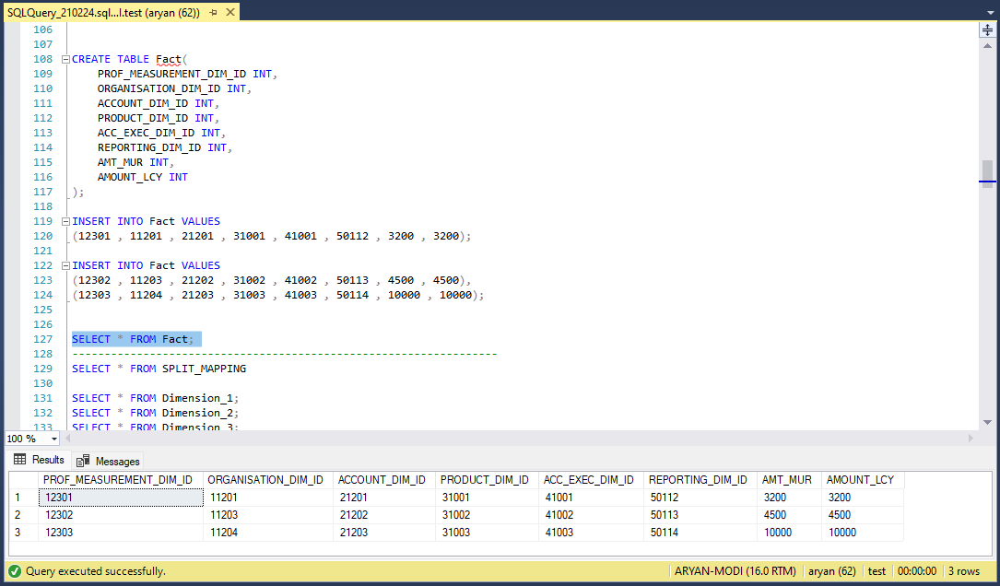 SQLQuery_210224.sql...l.test (aryan (62))
106
107
108 CREATE TABLE Fact(
109 PROF_MEASUREMENT_DIM_ID INT,
110 ORGANISATION_DIM_ID INT,
111 ACCOUNT_DIM_ID INT,
112 PRODUCT_DIM_ID INT,
113 ACC_EXEC_DIM_ID INT,
114 REPORTING_DIM_ID INT,
115 AMT_MUR INT,
116 AMOUNT_LCY INT
117 );
118
119 INSERT INTO Fact VALUES
120 (12301 , 11201 , 21201 , 31001 , 41001 , 50112 , 3200 , 3200);
121
122 INSERT INTO Fact VALUES
123 (12302 , 11203 , 21202 , 31002 , 41002 , 50113 , 4500 , 4500),
124 (12303 , 11204 , 21203 , 31003 , 41003 , 50114 , 10000 , 10000);
125
126
127 SELECT * FROM Fact;
128 ------------------------------------------------------------------
129 SELECT * FROM SPLIT_MAPPING
130
131 SELECT * FROM Dimension_1;
132 SELECT * FROM Dimension_2;
133 SELECT * FROM Dimension_3;
100 %
Results Messages
PROF_MEASUREMENT_DIM_ID ORGANISATION_DIM_ID ACCOUNT_DIM_ID PRODUCT_DIM_ID ACC_EXEC_DIM_ID REPORTING_DIM_ID AMT_MUR AMOUNT_LCY
1 12301 11201 21201 31001 41001 50112 3200 3200
2 12302 11203 21202 31002 41002 50113 4500 4500
3 12303 11204 21203 31003 41003 50114 10000 10000
Query executed successfully. ARYAN-MODI (16.0 RTM) aryan (62) test 00:00:00 3 rows